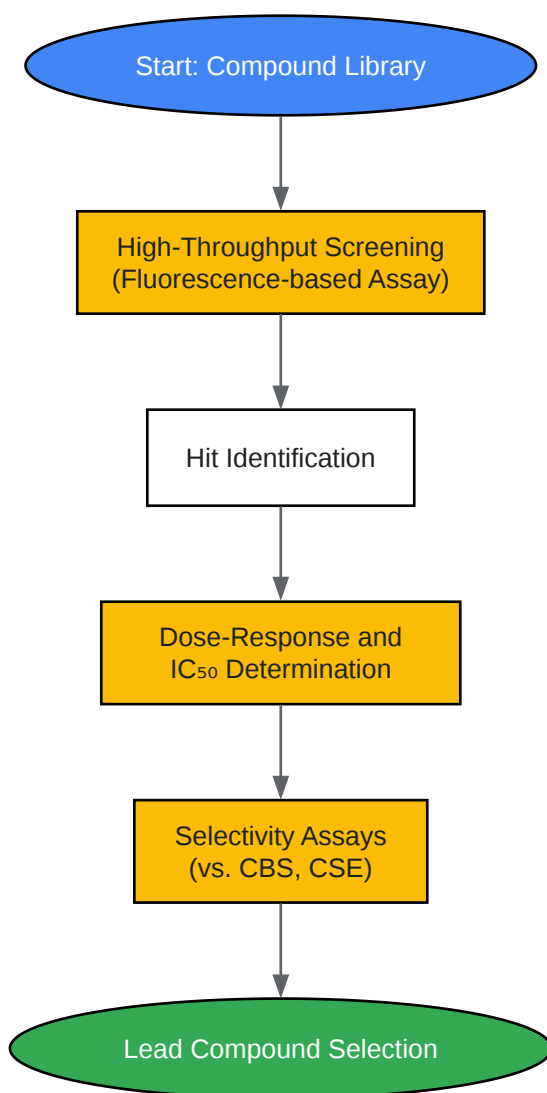 Start: Compound Library
High-Throughput Screening
(Fluorescence-based Assay)
Hit Identification
Dose-Response and
IC₅₀ Determination
Selectivity Assays
(vs. CBS, CSE)
Lead Compound Selection